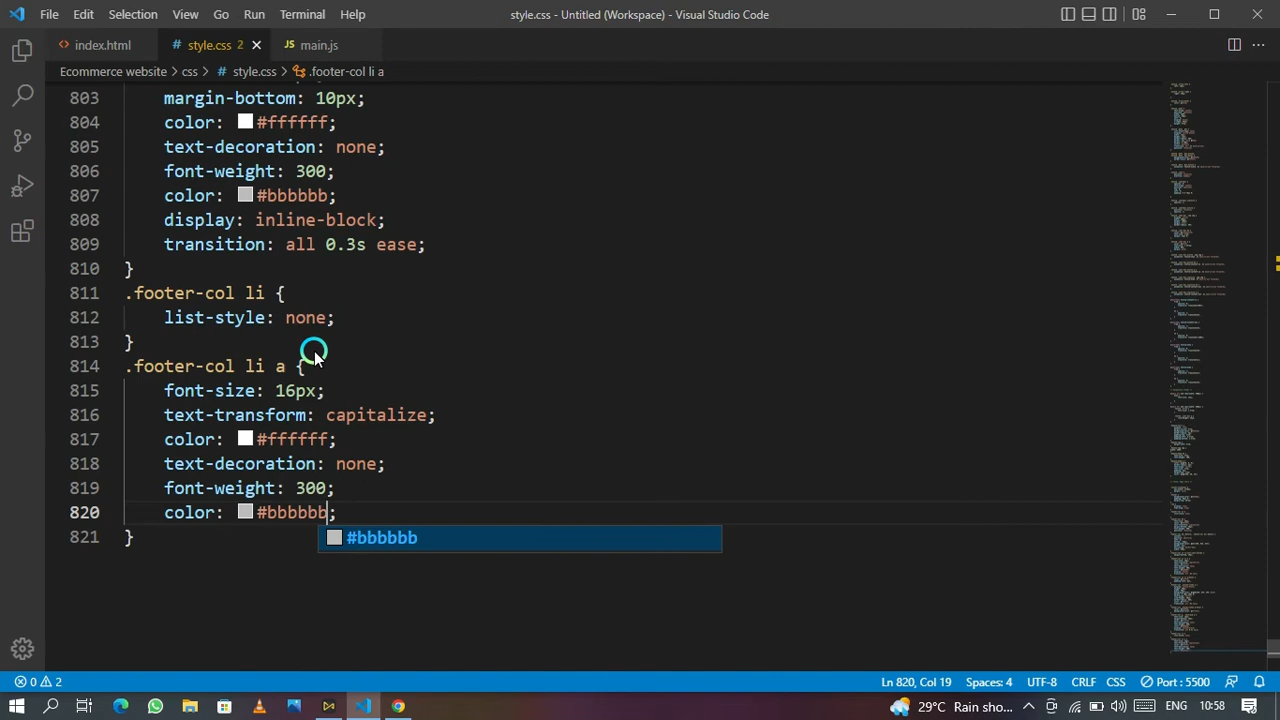 File Edit Selection View Go Run Terminal Help style.css - Untitled (Workspace) - Visual Studio Code
index.html style.css 2 main.js
Ecommerce website > css > style.css > .footer-col li a
803 margin-bottom: 10px;
804 color: #ffffff;
805 text-decoration: none;
806 font-weight: 300;
807 color: #bbbbbb;
808 display: inline-block;
809 transition: all 0.3s ease;
810 }
811 .footer-col li {
812 list-style: none;
813 }
814 .footer-col li a {
815 font-size: 16px;
816 text-transform: capitalize;
817 color: #ffffff;
818 text-decoration: none;
819 font-weight: 300;
820 color: #bbbbbb;
#bbbbbb
821 }
0 2 Ln 820, Col 19 Spaces: 4 UTF-8 CRLF CSS Port : 5500
29°C Rain sho... ENG 10:58